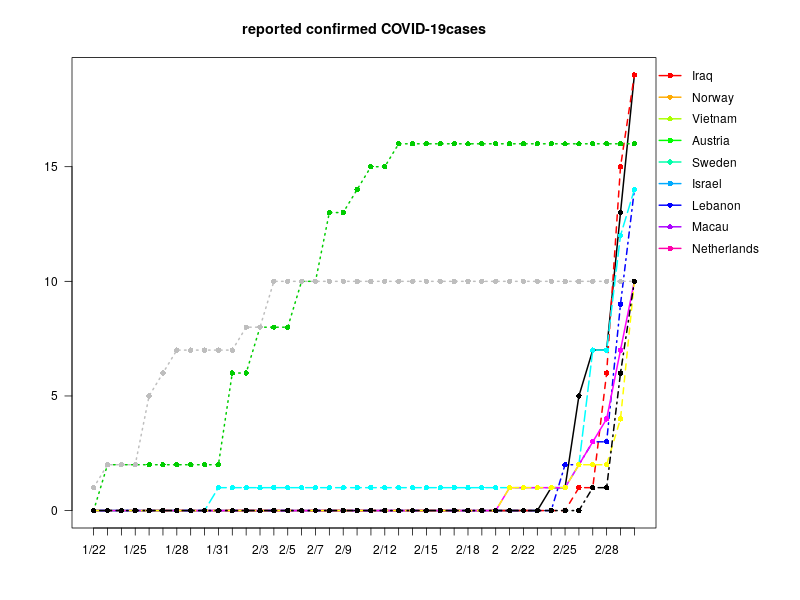 reported confirmed COVID-19cases
15
10
5
0
1/22 1/25 1/28 1/31 2/3 2/5 2/7 2/9 2/12 2/15 2/18 2 2/22 2/25 2/28
Iraq
Norway
Vietnam
Austria
Sweden
Israel
Lebanon
Macau
Netherlands